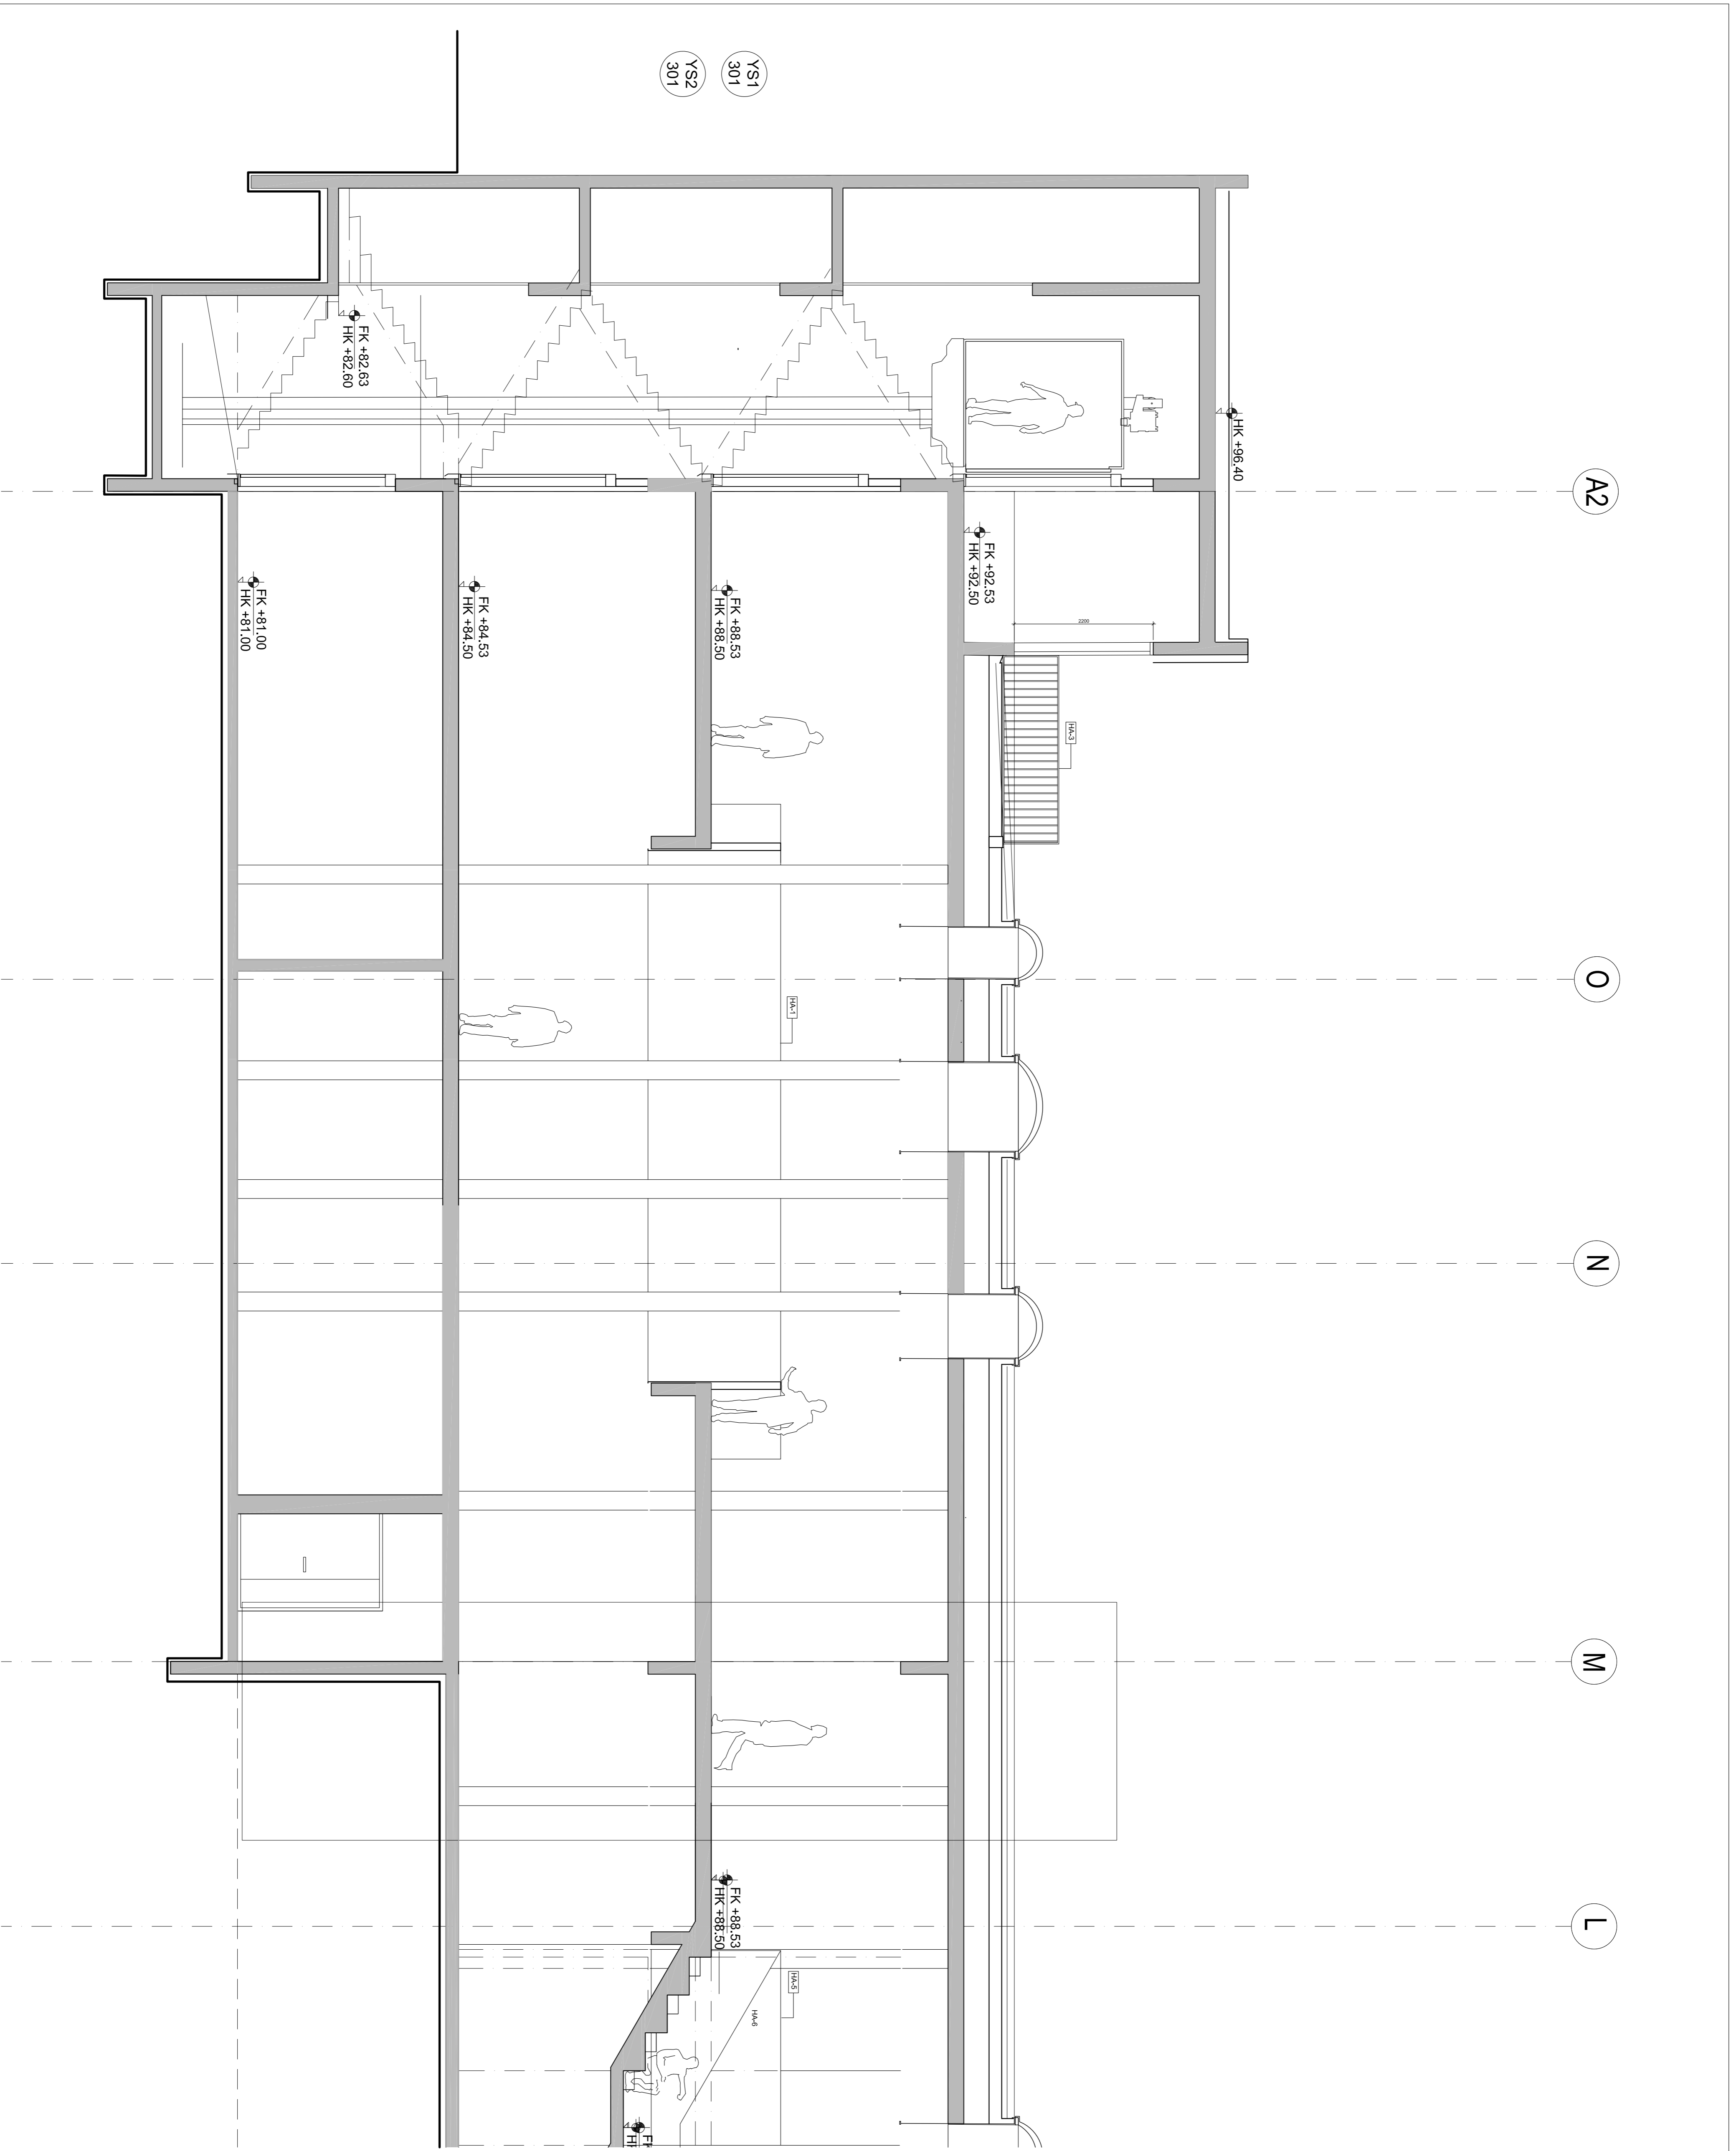 YS1
301
YS2
301
A2
O
N
M
L
HK +96.40
FK +92.53
HK +92.50
2200
HA-3
FK +88.53
HK +88.50
FK +84.53
HK +84.50
FK +82.63
HK +82.60
FK +81.00
HK +81.00
HA-1
FK +88.53
HK +88.50
HA-5
HA-6